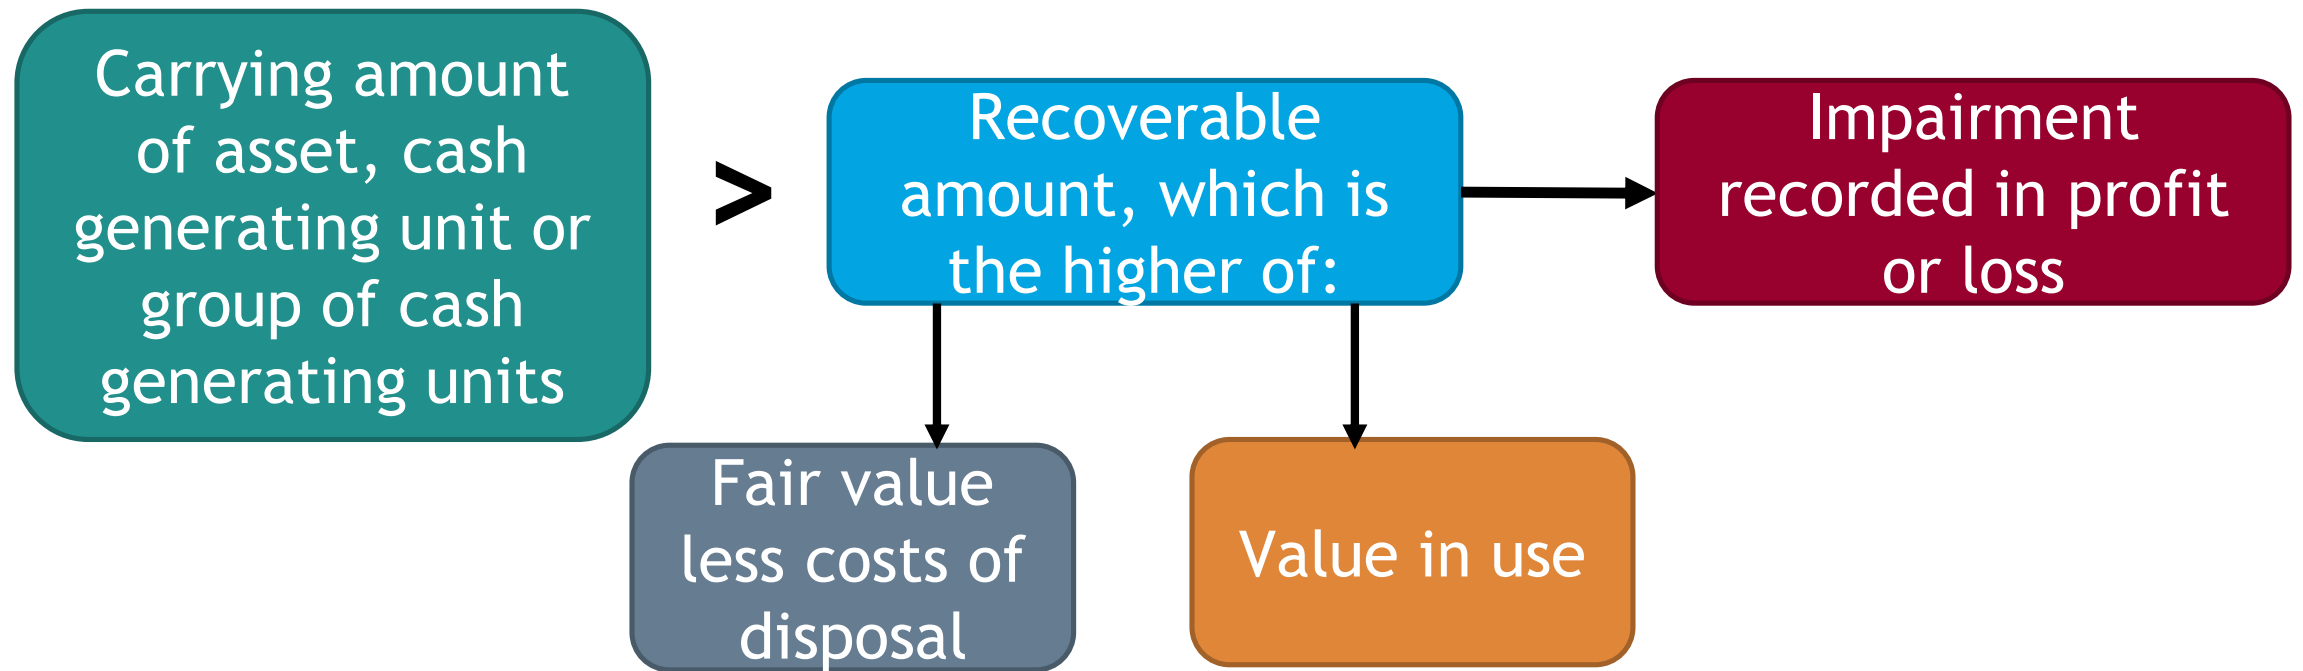 Carrying amount
of asset, cash
generating unit or
group of cash
generating units
>
Recoverable
amount, which is
the higher of:
Impairment
recorded in profit
or loss
Fair value
less costs of
disposal
Value in use